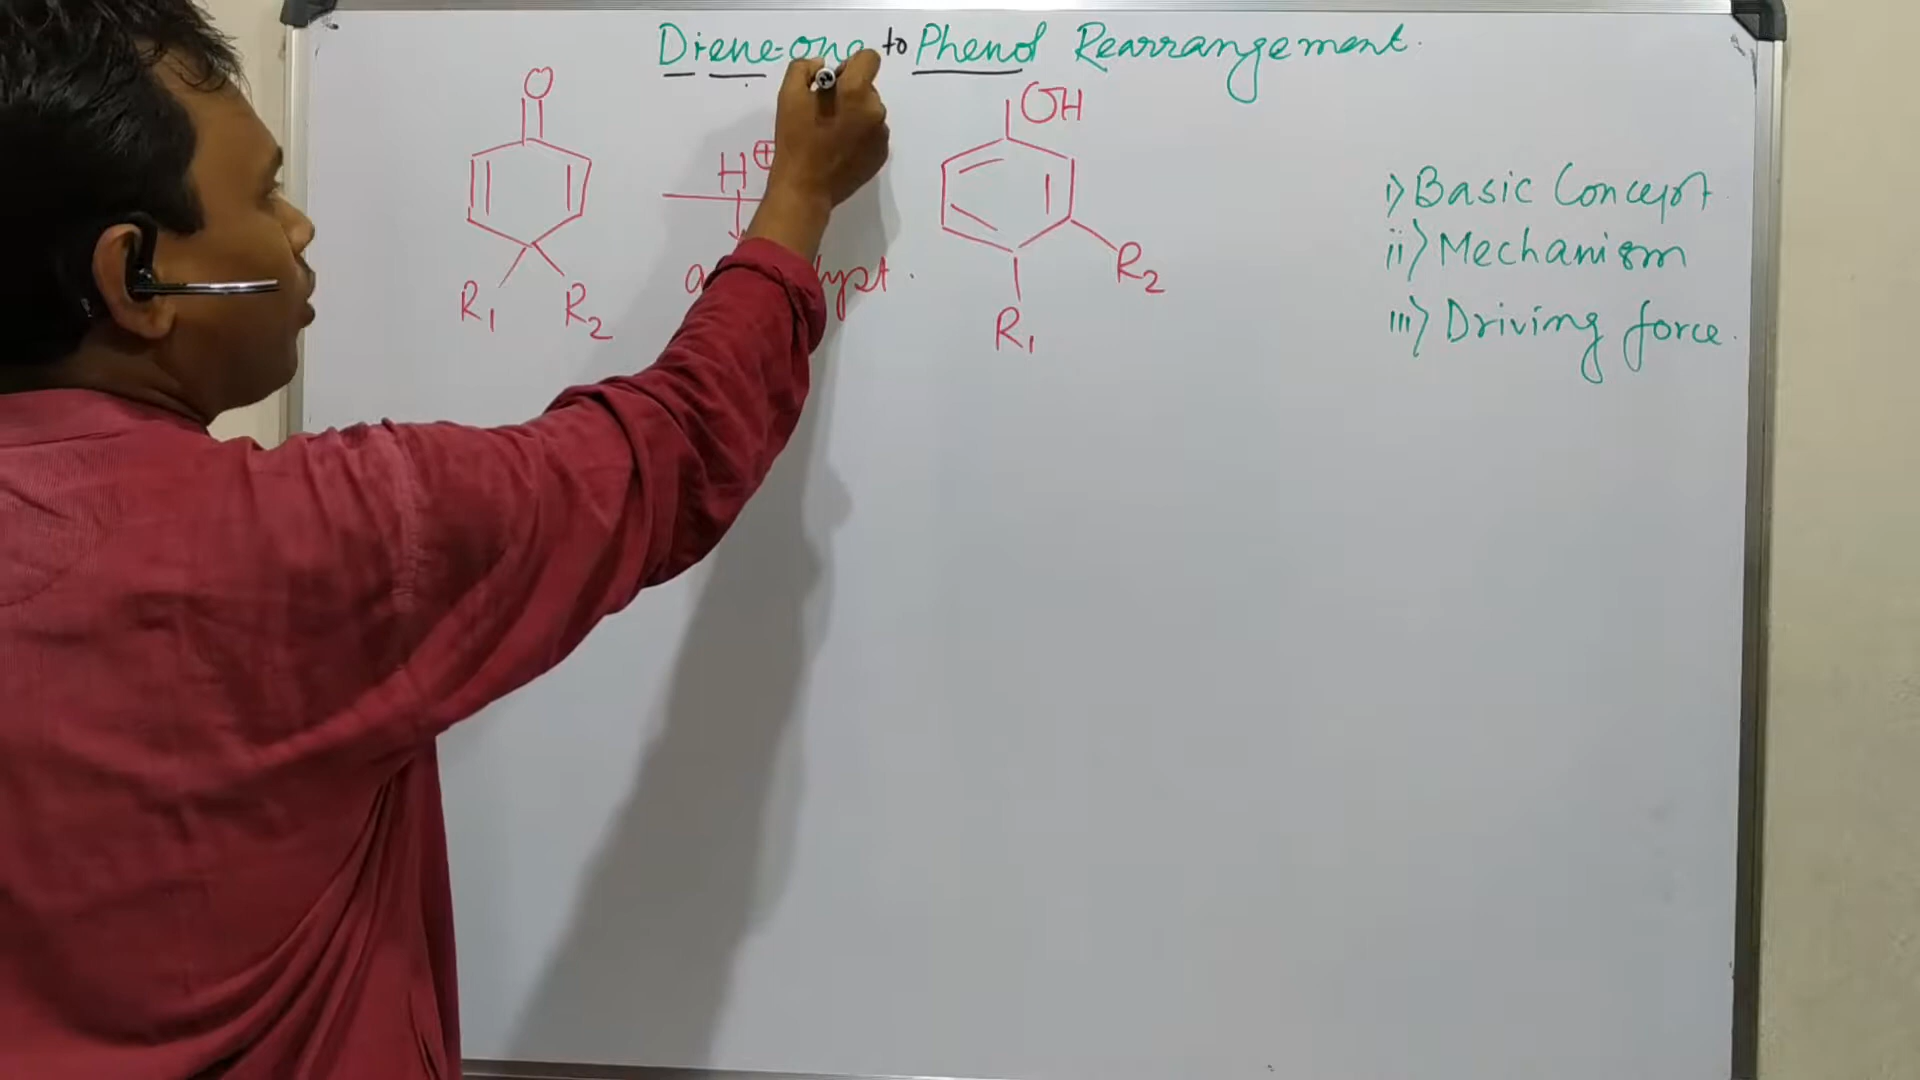 Diene-one to Phenol Rearrangement.
O
OH
H⊕
R1
R2
R2
R1
i) Basic Concept
ii) Mechanism
iii) Driving force.